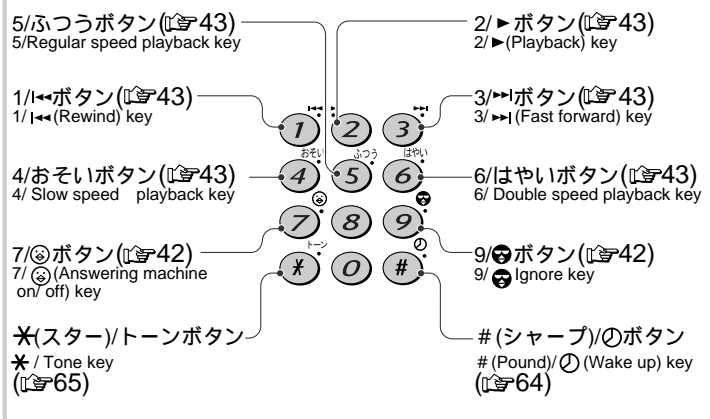 5/ふつうボタン(☞43)
5/Regular speed playback key
1/⏮ボタン(☞43)
1/ ⏮ (Rewind) key
4/おそいボタン(☞43)
4/ Slow speed playback key
7/☹ボタン(☞42)
7/ ☹ (Answering machine
on/ off) key
✱(スター)/トーンボタン
✱ / Tone key
(☞65)
⏮ ▶ ⏭
1 2 3
おそい ふつう はやい
4 5 6
7 8 9
トーン
✱ 0 #
2/ ► ボタン(☞43)
2/ ► (Playback) key
3/⏭ボタン(☞43)
3/ ⏭ (Fast forward) key
6/はやいボタン(☞43)
6/ Double speed playback key
9/😎ボタン(☞42)
9/ 😎 Ignore key
# (シャープ)/🕗ボタン
# (Pound)/ 🕗 (Wake up) key
(☞64)